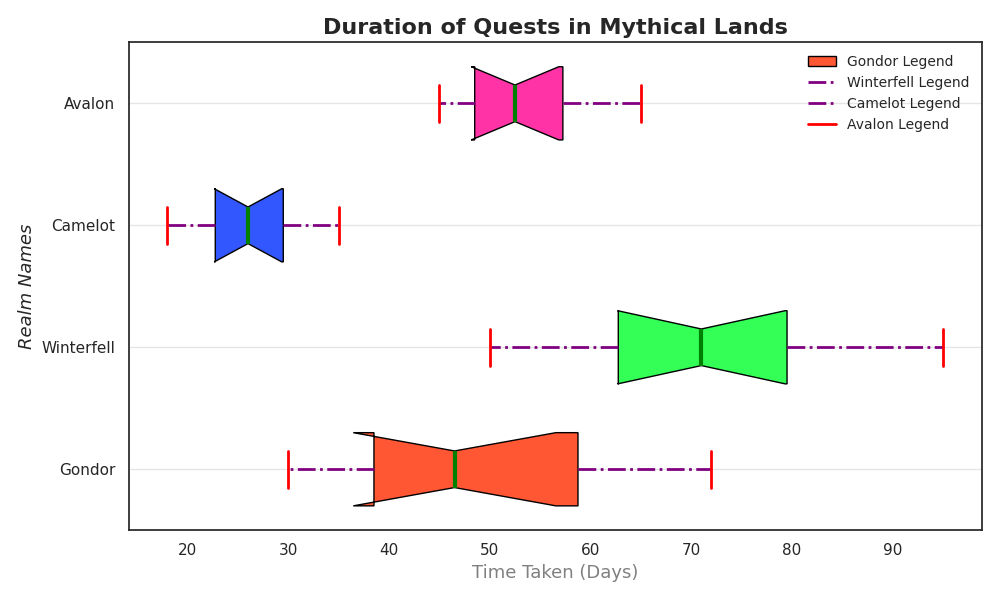 Duration of Quests in Mythical Lands
Gondor Legend
Winterfell Legend
Camelot Legend
Avalon Legend
Realm Names
Avalon
Camelot
Winterfell
Gondor
20 30 40 50 60 70 80 90
Time Taken (Days)